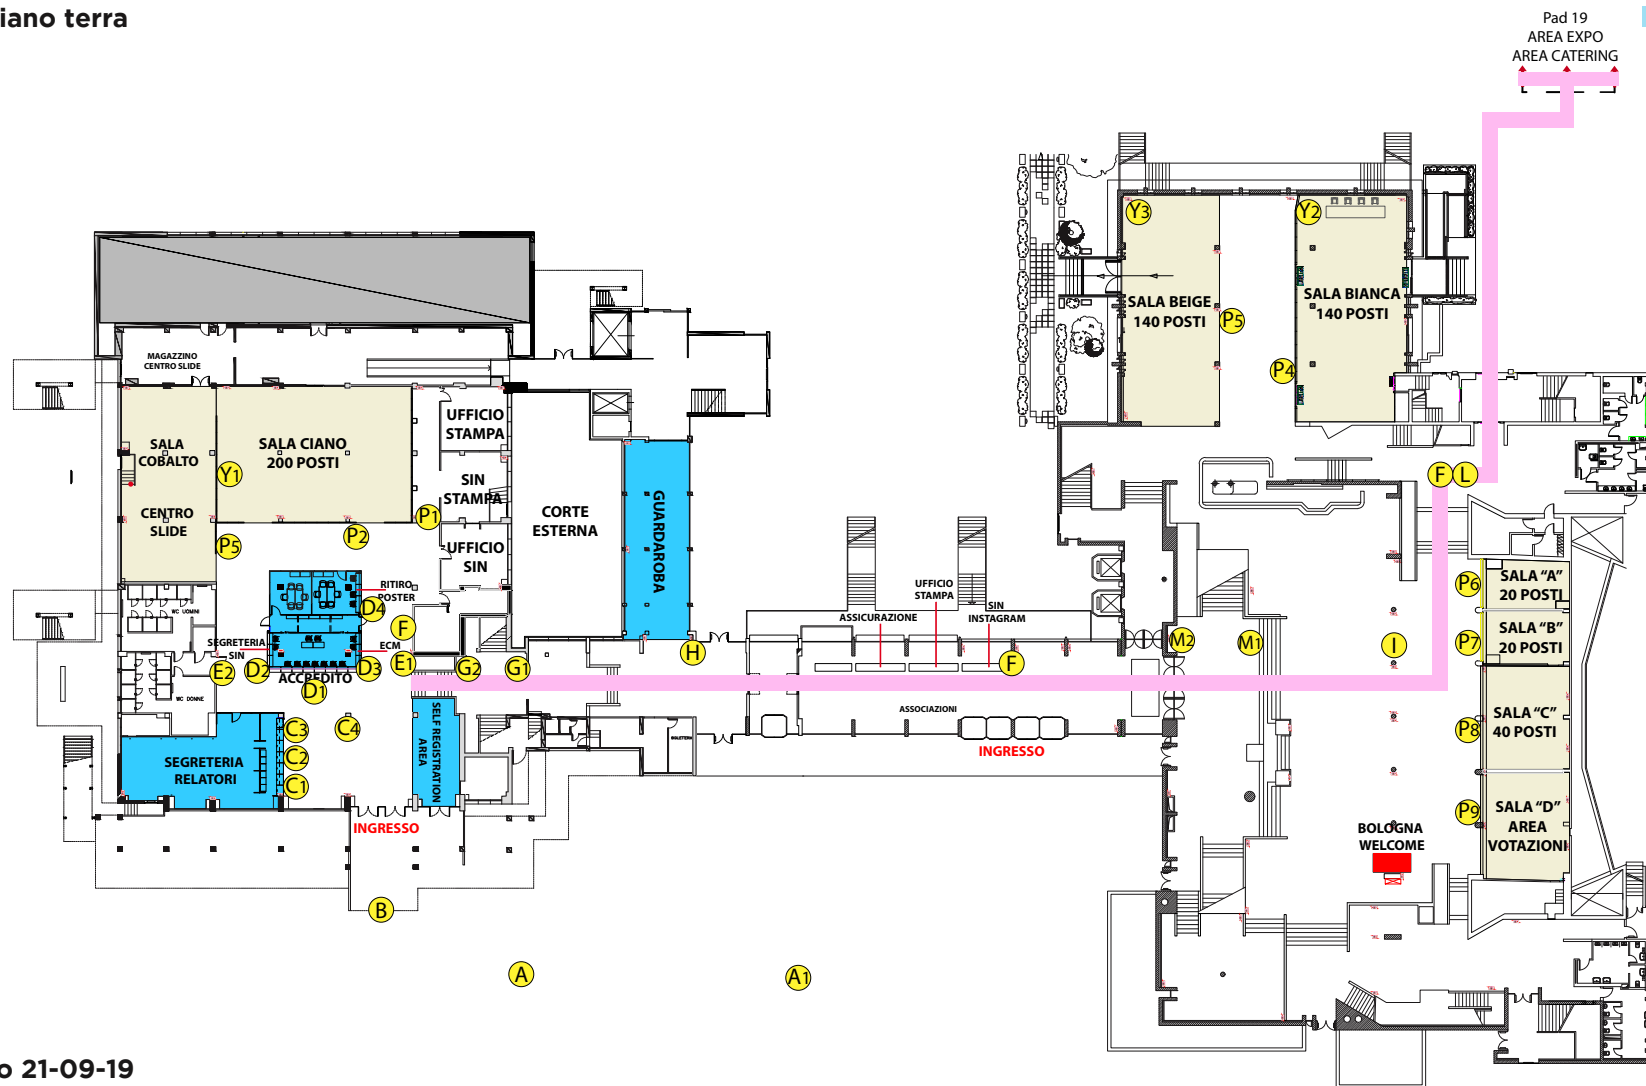 iano terra
Pad 19
AREA EXPO
AREA CATERING
Y3
Y2
SALA BEIGE
140 POSTI
SALA BIANCA
140 POSTI
P5
P4
MAGAZZINO
CENTRO SLIDE
SALA
COBALTO
CENTRO
SLIDE
SALA CIANO
200 POSTI
Y1
P5
P2
P1
UFFICIO
STAMPA
SIN
STAMPA
UFFICIO
SIN
CORTE
ESTERNA
GUARDAROBA
F
L
RITIRO
POSTER
D4
F
WC UOMINI
SEGRETERIA
SIN
ECM
E2
D2
D3
E1
G2
G1
H
ACCREDITO
D1
WC DONNE
UFFICIO
STAMPA
ASSICURAZIONE
SIN
INSTAGRAM
F
M2
M1
I
ASSOCIAZIONI
INGRESSO
P6
SALA “A”
20 POSTI
P7
SALA “B”
20 POSTI
P8
SALA “C”
40 POSTI
P9
SALA “D”
AREA
VOTAZIONI
C3
C4
C2
C1
SEGRETERIA
RELATORI
SELF REGISTRATION
AREA
INGRESSO
BOLOGNA
WELCOME
B
A
A1
o 21-09-19